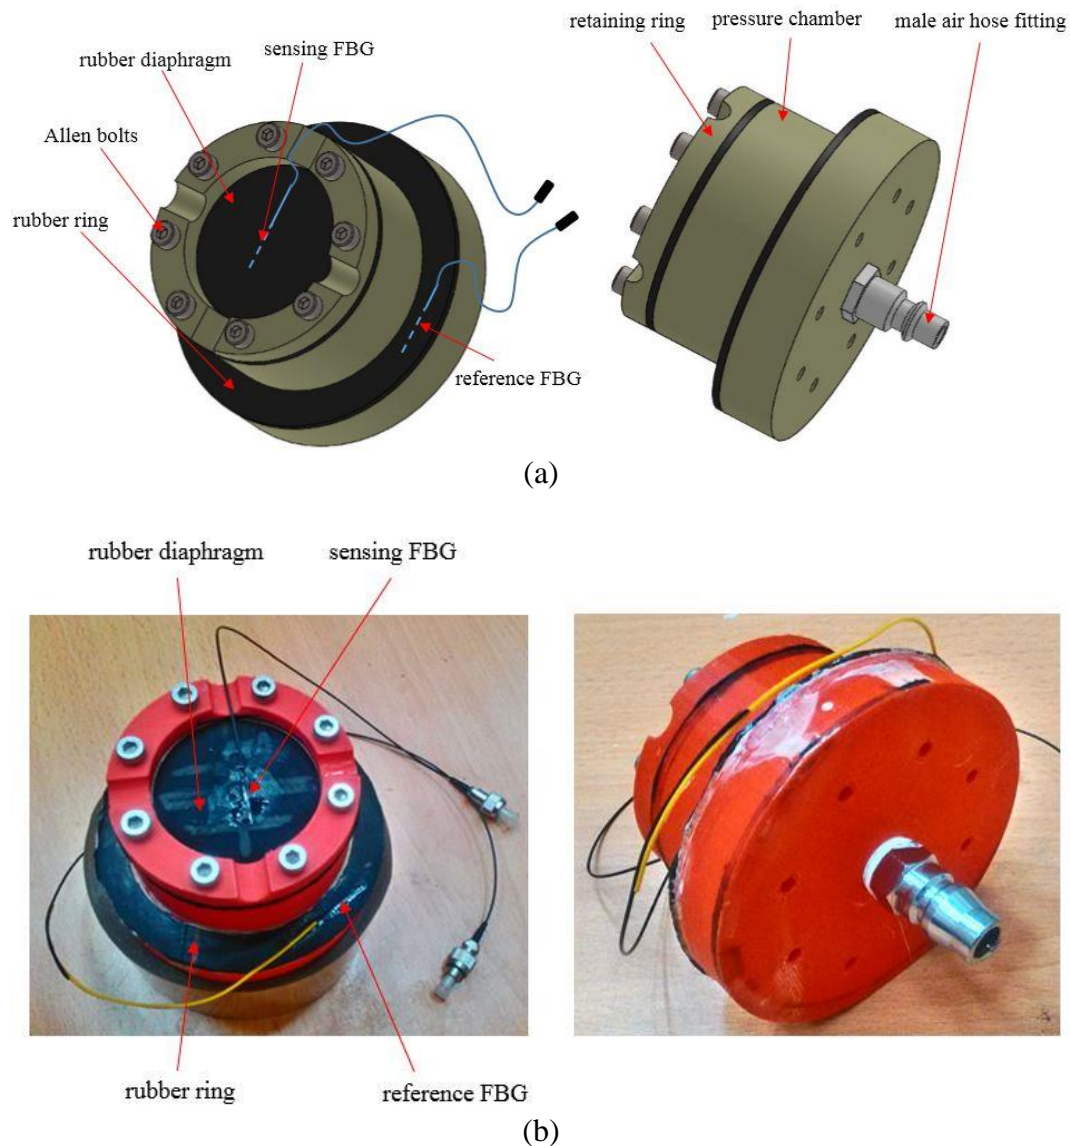 sensing FBG
rubber diaphragm
Allen bolts
rubber ring
reference FBG
retaining ring
pressure chamber
male air hose fitting
(a)
rubber diaphragm
sensing FBG
rubber ring
reference FBG
(b)